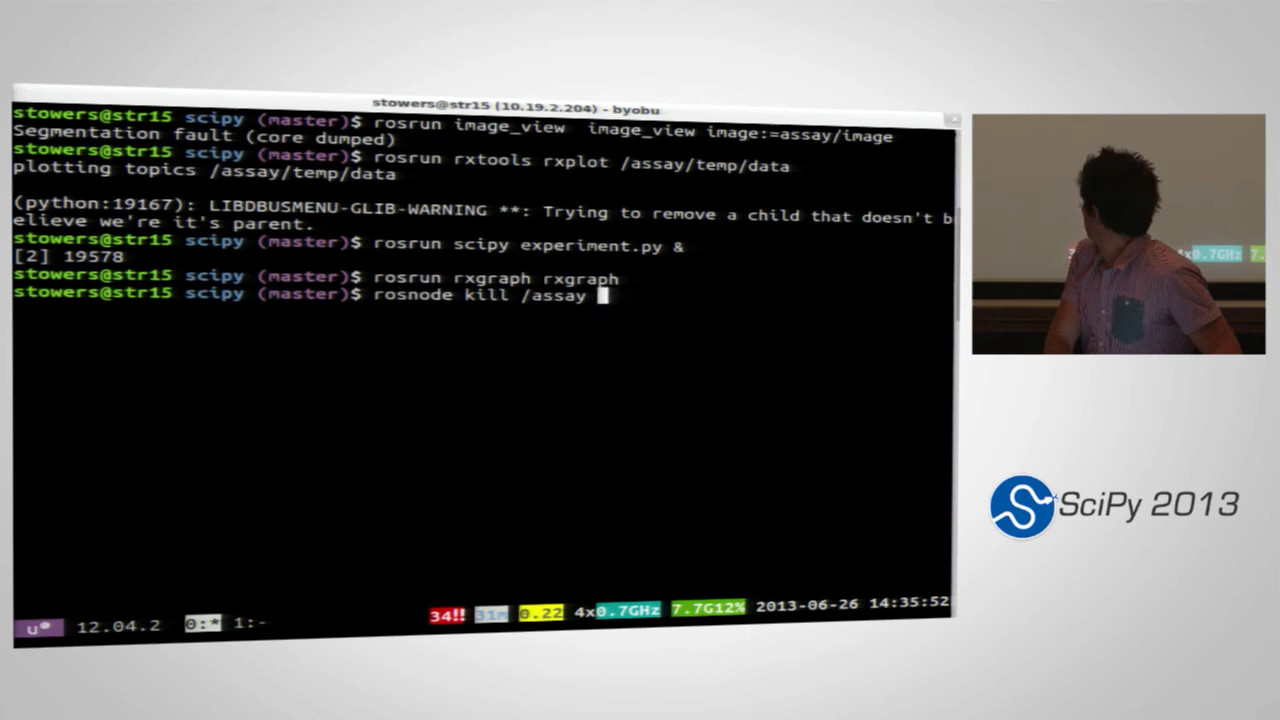 stowers@str15 (10.19.2.204) - byobu
stowers@str15 scipy (master)$ rosrun image_view  image_view image:=assay/image
Segmentation fault (core dumped)
stowers@str15 scipy (master)$ rosrun rxtools rxplot /assay/temp/data
plotting topics /assay/temp/data
(python:19167): LIBDBUSMENU-GLIB-WARNING **: Trying to remove a child that doesn't b
elieve we're it's parent.
stowers@str15 scipy (master)$ rosrun scipy experiment.py &
[2] 19578
stowers@str15 scipy (master)$ rosrun rxgraph rxgraph
stowers@str15 scipy (master)$ rosnode kill /assay
u 12.04.2 0:* 1:- 34!! 31m 0.22 4x0.7GHz 7.7G12% 2013-06-26 14:35:52
x0.7GHz 7.
SciPy 2013